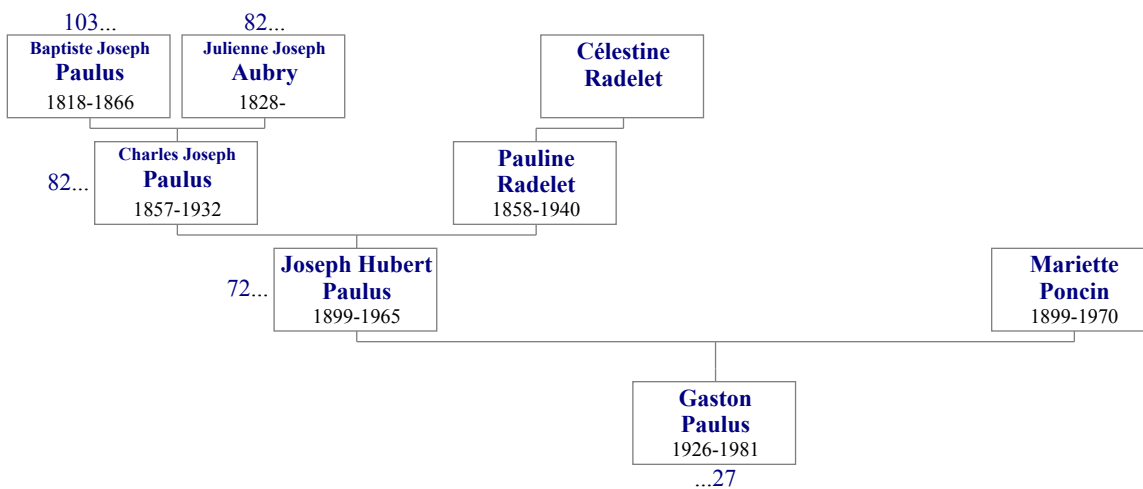 103...
82...
Baptiste Joseph
Paulus
1818-1866
Julienne Joseph
Aubry
1828-
Célestine
Radelet
82...
Charles Joseph
Paulus
1857-1932
Pauline
Radelet
1858-1940
72...
Joseph Hubert
Paulus
1899-1965
Mariette
Poncin
1899-1970
Gaston
Paulus
1926-1981
...27